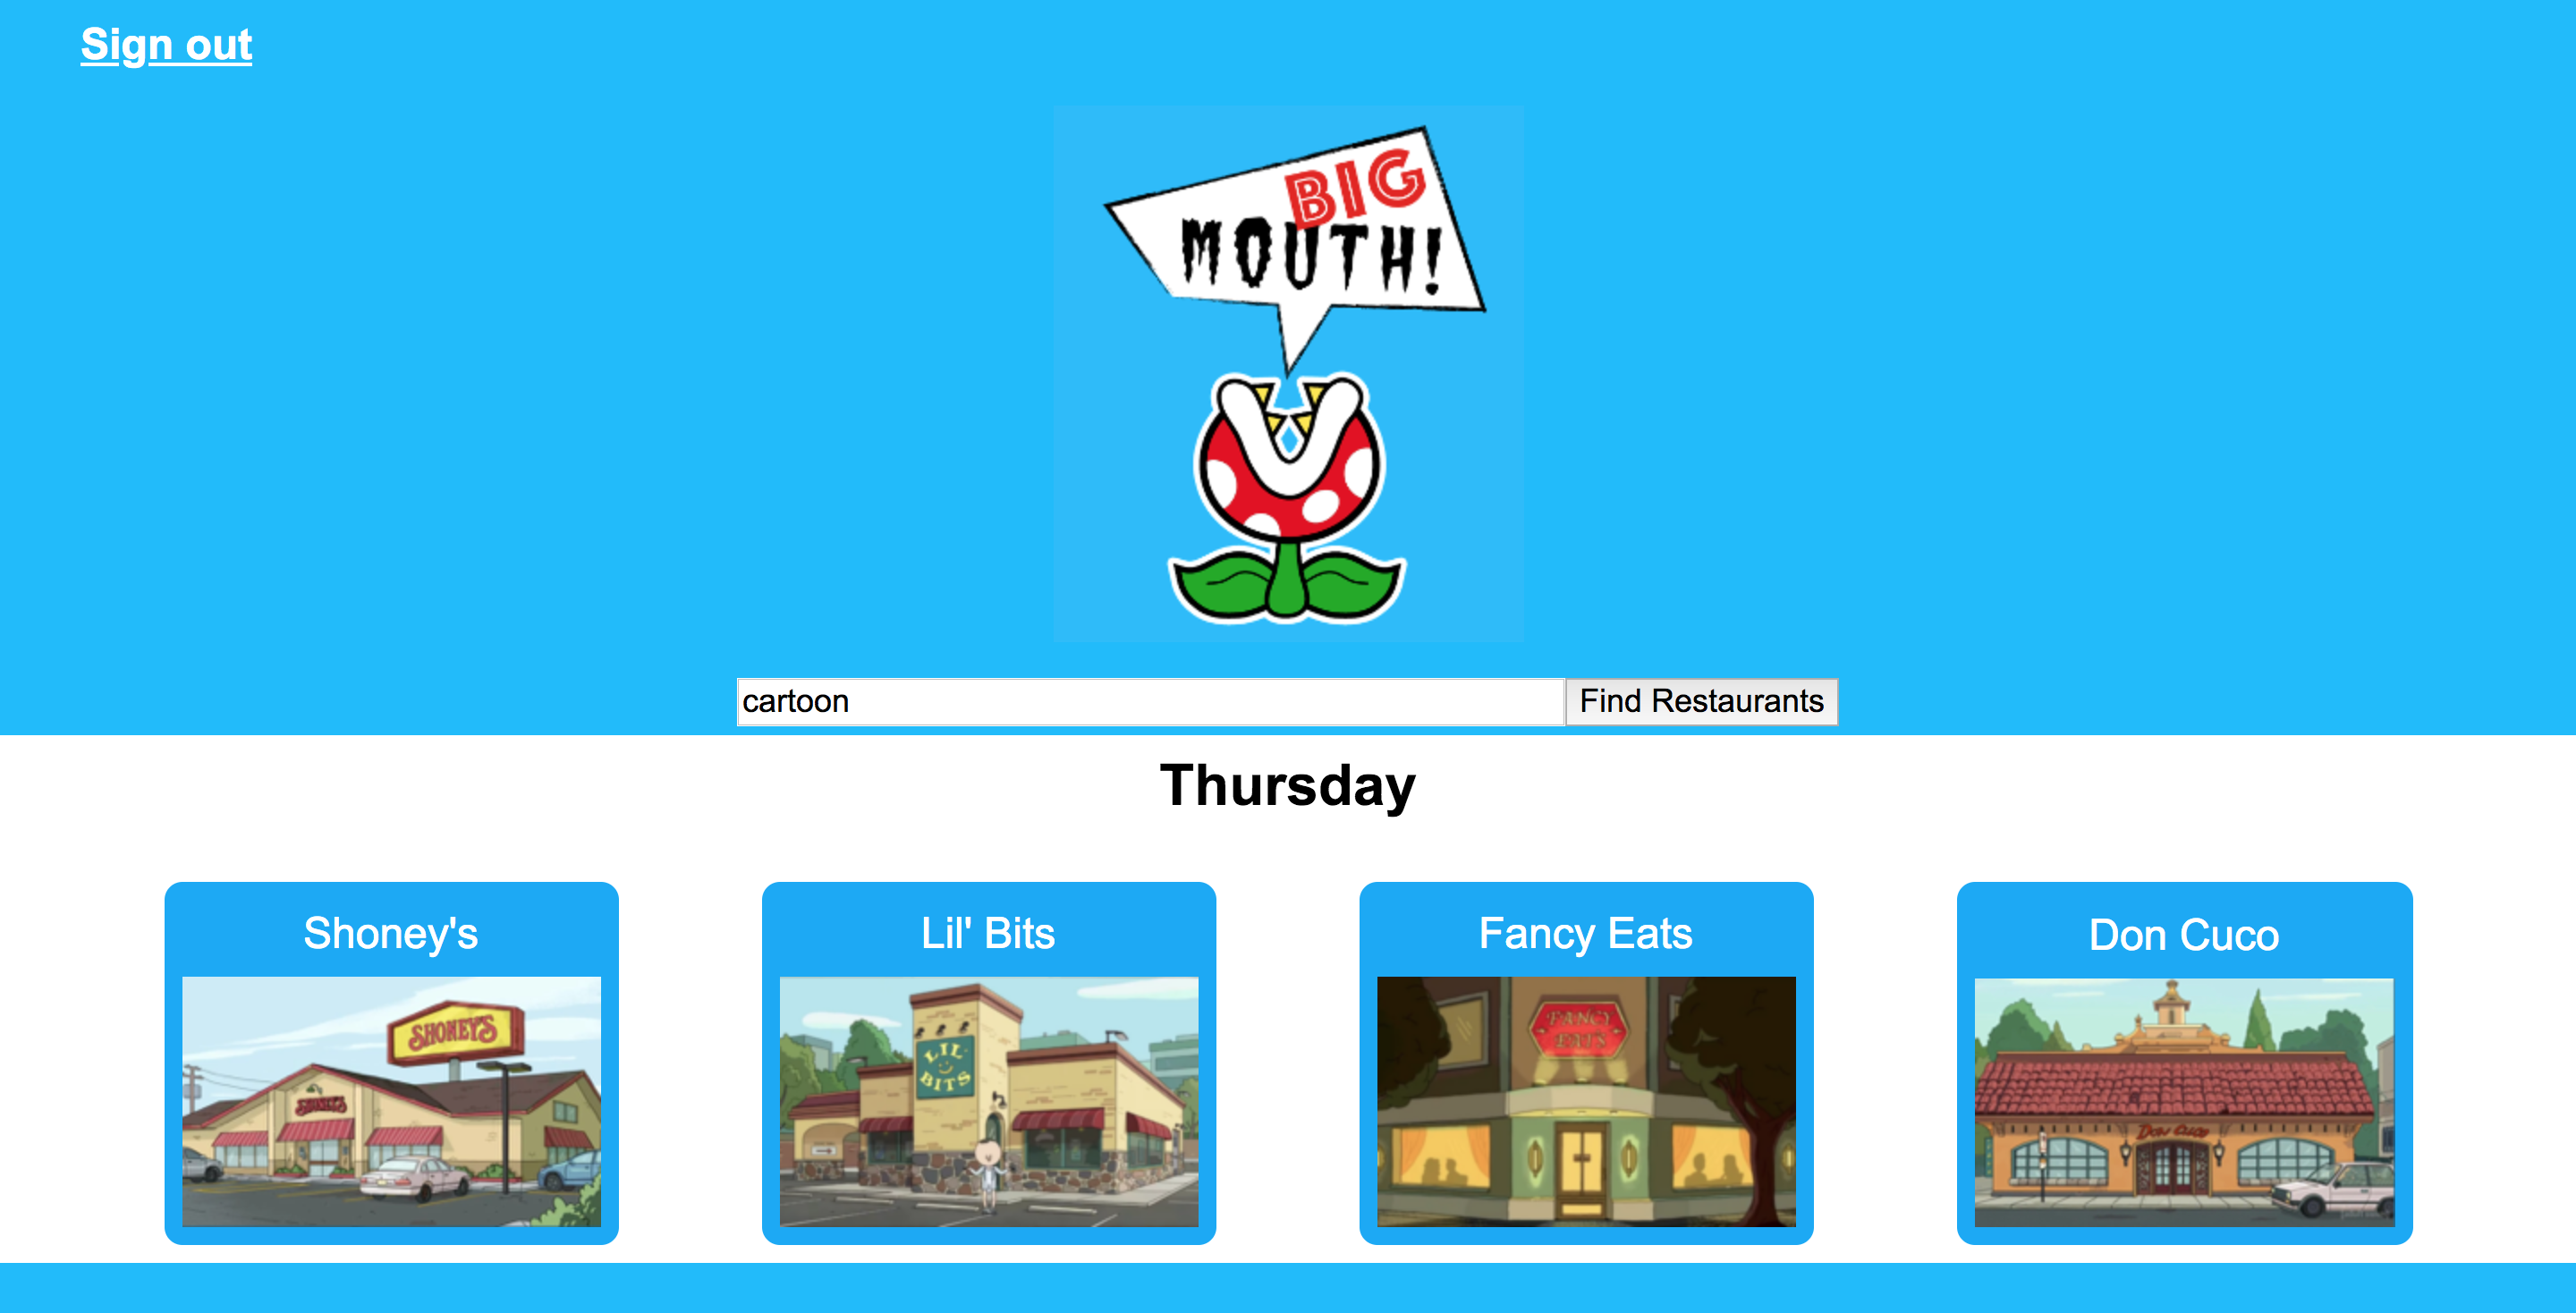 Sign out
BIG
MOUTH!
cartoon
Find Restaurants
Thursday
Shoney's
Lil' Bits
Fancy Eats
Don Cuco
SHONEY'S
SHONEY'S
LIL'
BITS
FANCY
EATS
Don Cuco